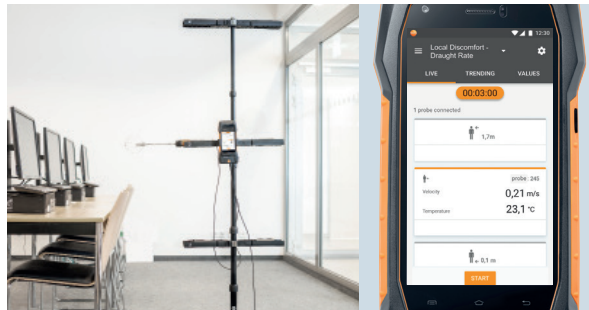 12:30
Local Discomfort -
Draught Rate
LIVE TRENDING VALUES
00:03:00
1 probe connected
1,7m
probe 245
Velocity 0,21 m/s
Temperature 23,1 °C
0,1 m
START